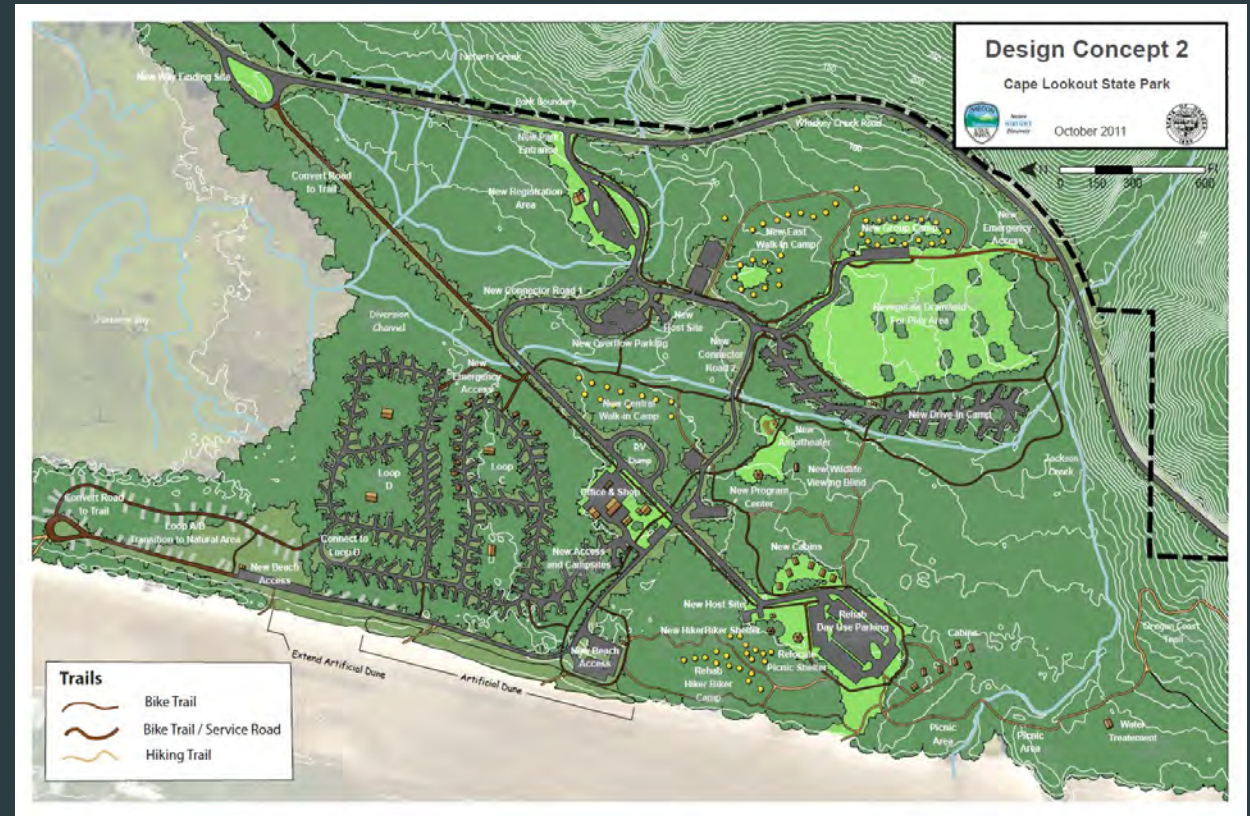 Design Concept 2
Cape Lookout State Park
October 2011
N
0 150 300 600
Ft
New Way Finding Site
Netarts Creek
Park Boundary
Whiskey Creek Road
New Park
Entrance
Convert Road
to Trail
New Registration
Area
New East
Walk-in Camp
New Group Camp
New
Emergency
Access
New Connector Road 1
Diversion
Channel
New
Host Site
New Overflow Parking
New
Connector
Road 2
For Play Area
New
Emergency
Access
New Central
Walk-in Camp
New Drive-In Camp
New
Ampitheater
RV
Dump
New Wildlife
Viewing Blind
Jackson
Creek
Loop
D
Loop
C
Office & Shop
New Program
Center
Convert Road
to Trail
Loop A/B
Transition to Natural Area
Connect to
Loop D
New Beach
Access
New Access
and Campsites
New Cabins
New Host Site
Rehab
Day Use Parking
New Hiker/Biker Shelter
Relocate
Picnic Shelter
Cabins
Oregon Coast
Trail
New Beach
Access
Rehab
Hiker Biker
Camp
Extend Artificial Dune
Artificial Dune
Picnic
Area
Picnic
Area
Water
Treatement
Trails
Bike Trail
Bike Trail / Service Road
Hiking Trail